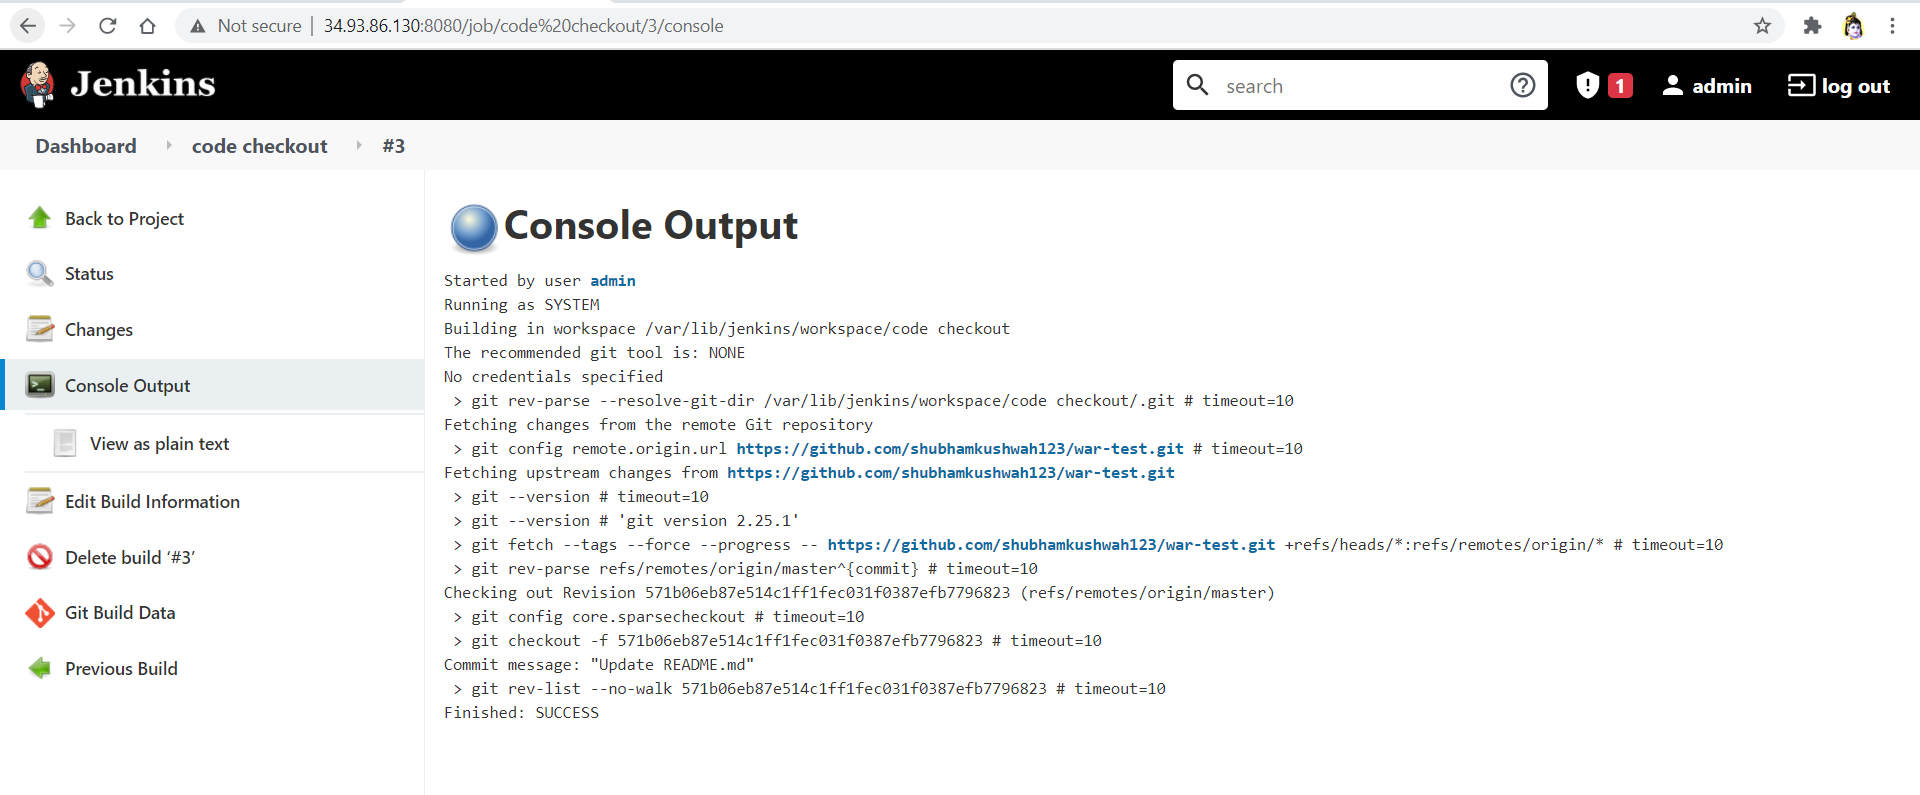 Not secure | 34.93.86.130:8080/job/code%20checkout/3/console
Jenkins
search
1
admin
log out
Dashboard
code checkout
#3
Back to Project
Status
Changes
Console Output
View as plain text
Edit Build Information
Delete build ‘#3’
Git Build Data
Previous Build
Console Output
Started by user admin
Running as SYSTEM
Building in workspace /var/lib/jenkins/workspace/code checkout
The recommended git tool is: NONE
No credentials specified
> git rev-parse --resolve-git-dir /var/lib/jenkins/workspace/code checkout/.git # timeout=10
Fetching changes from the remote Git repository
> git config remote.origin.url https://github.com/shubhamkushwah123/war-test.git # timeout=10
Fetching upstream changes from https://github.com/shubhamkushwah123/war-test.git
> git --version # timeout=10
> git --version # 'git version 2.25.1'
> git fetch --tags --force --progress -- https://github.com/shubhamkushwah123/war-test.git +refs/heads/*:refs/remotes/origin/* # timeout=10
> git rev-parse refs/remotes/origin/master^{commit} # timeout=10
Checking out Revision 571b06eb87e514c1ff1fec031f0387efb7796823 (refs/remotes/origin/master)
> git config core.sparsecheckout # timeout=10
> git checkout -f 571b06eb87e514c1ff1fec031f0387efb7796823 # timeout=10
Commit message: "Update README.md"
> git rev-list --no-walk 571b06eb87e514c1ff1fec031f0387efb7796823 # timeout=10
Finished: SUCCESS